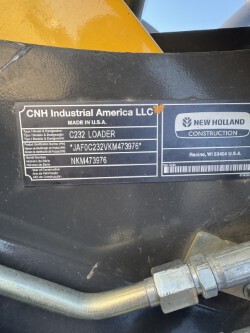 CNH Industrial America LLC
MADE IN U.S.A.
C232 LOADER
*JAF0C232VKM473976*
NKM473976
NEW HOLLAND
CONSTRUCTION
Racine, WI 53404 U.S.A.